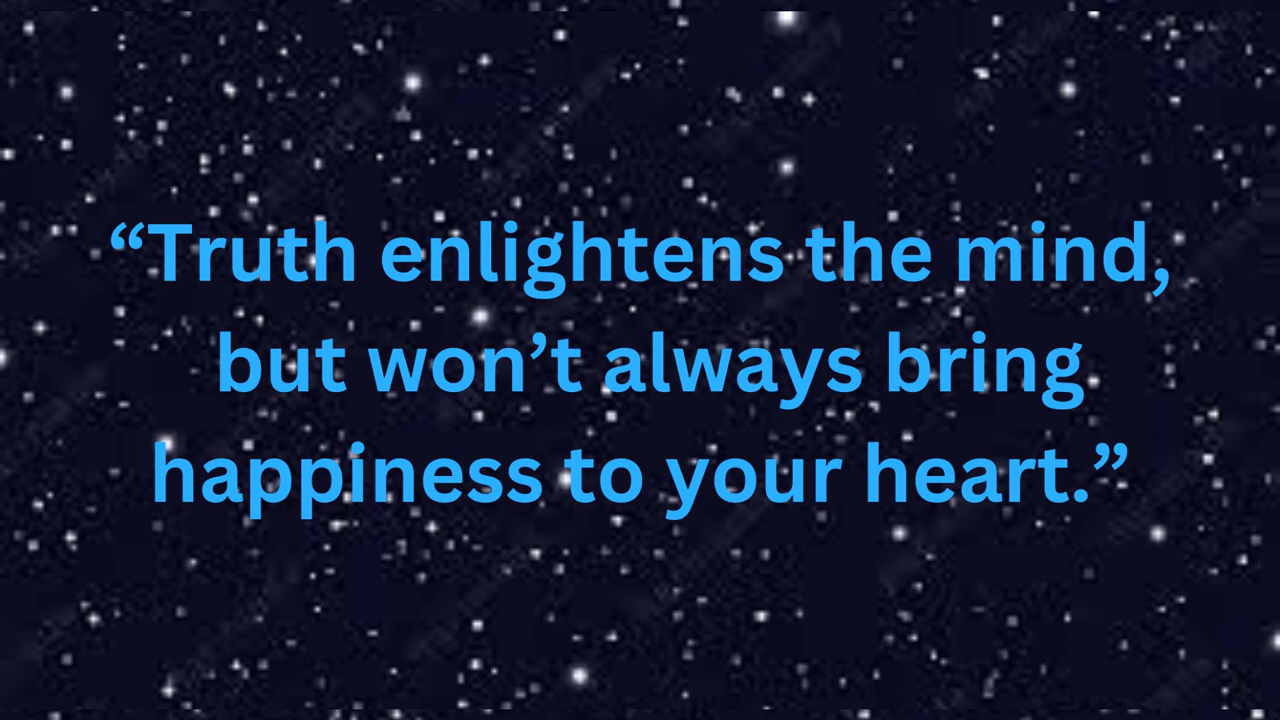 “Truth enlightens the mind,
but won’t always bring
happiness to your heart.”